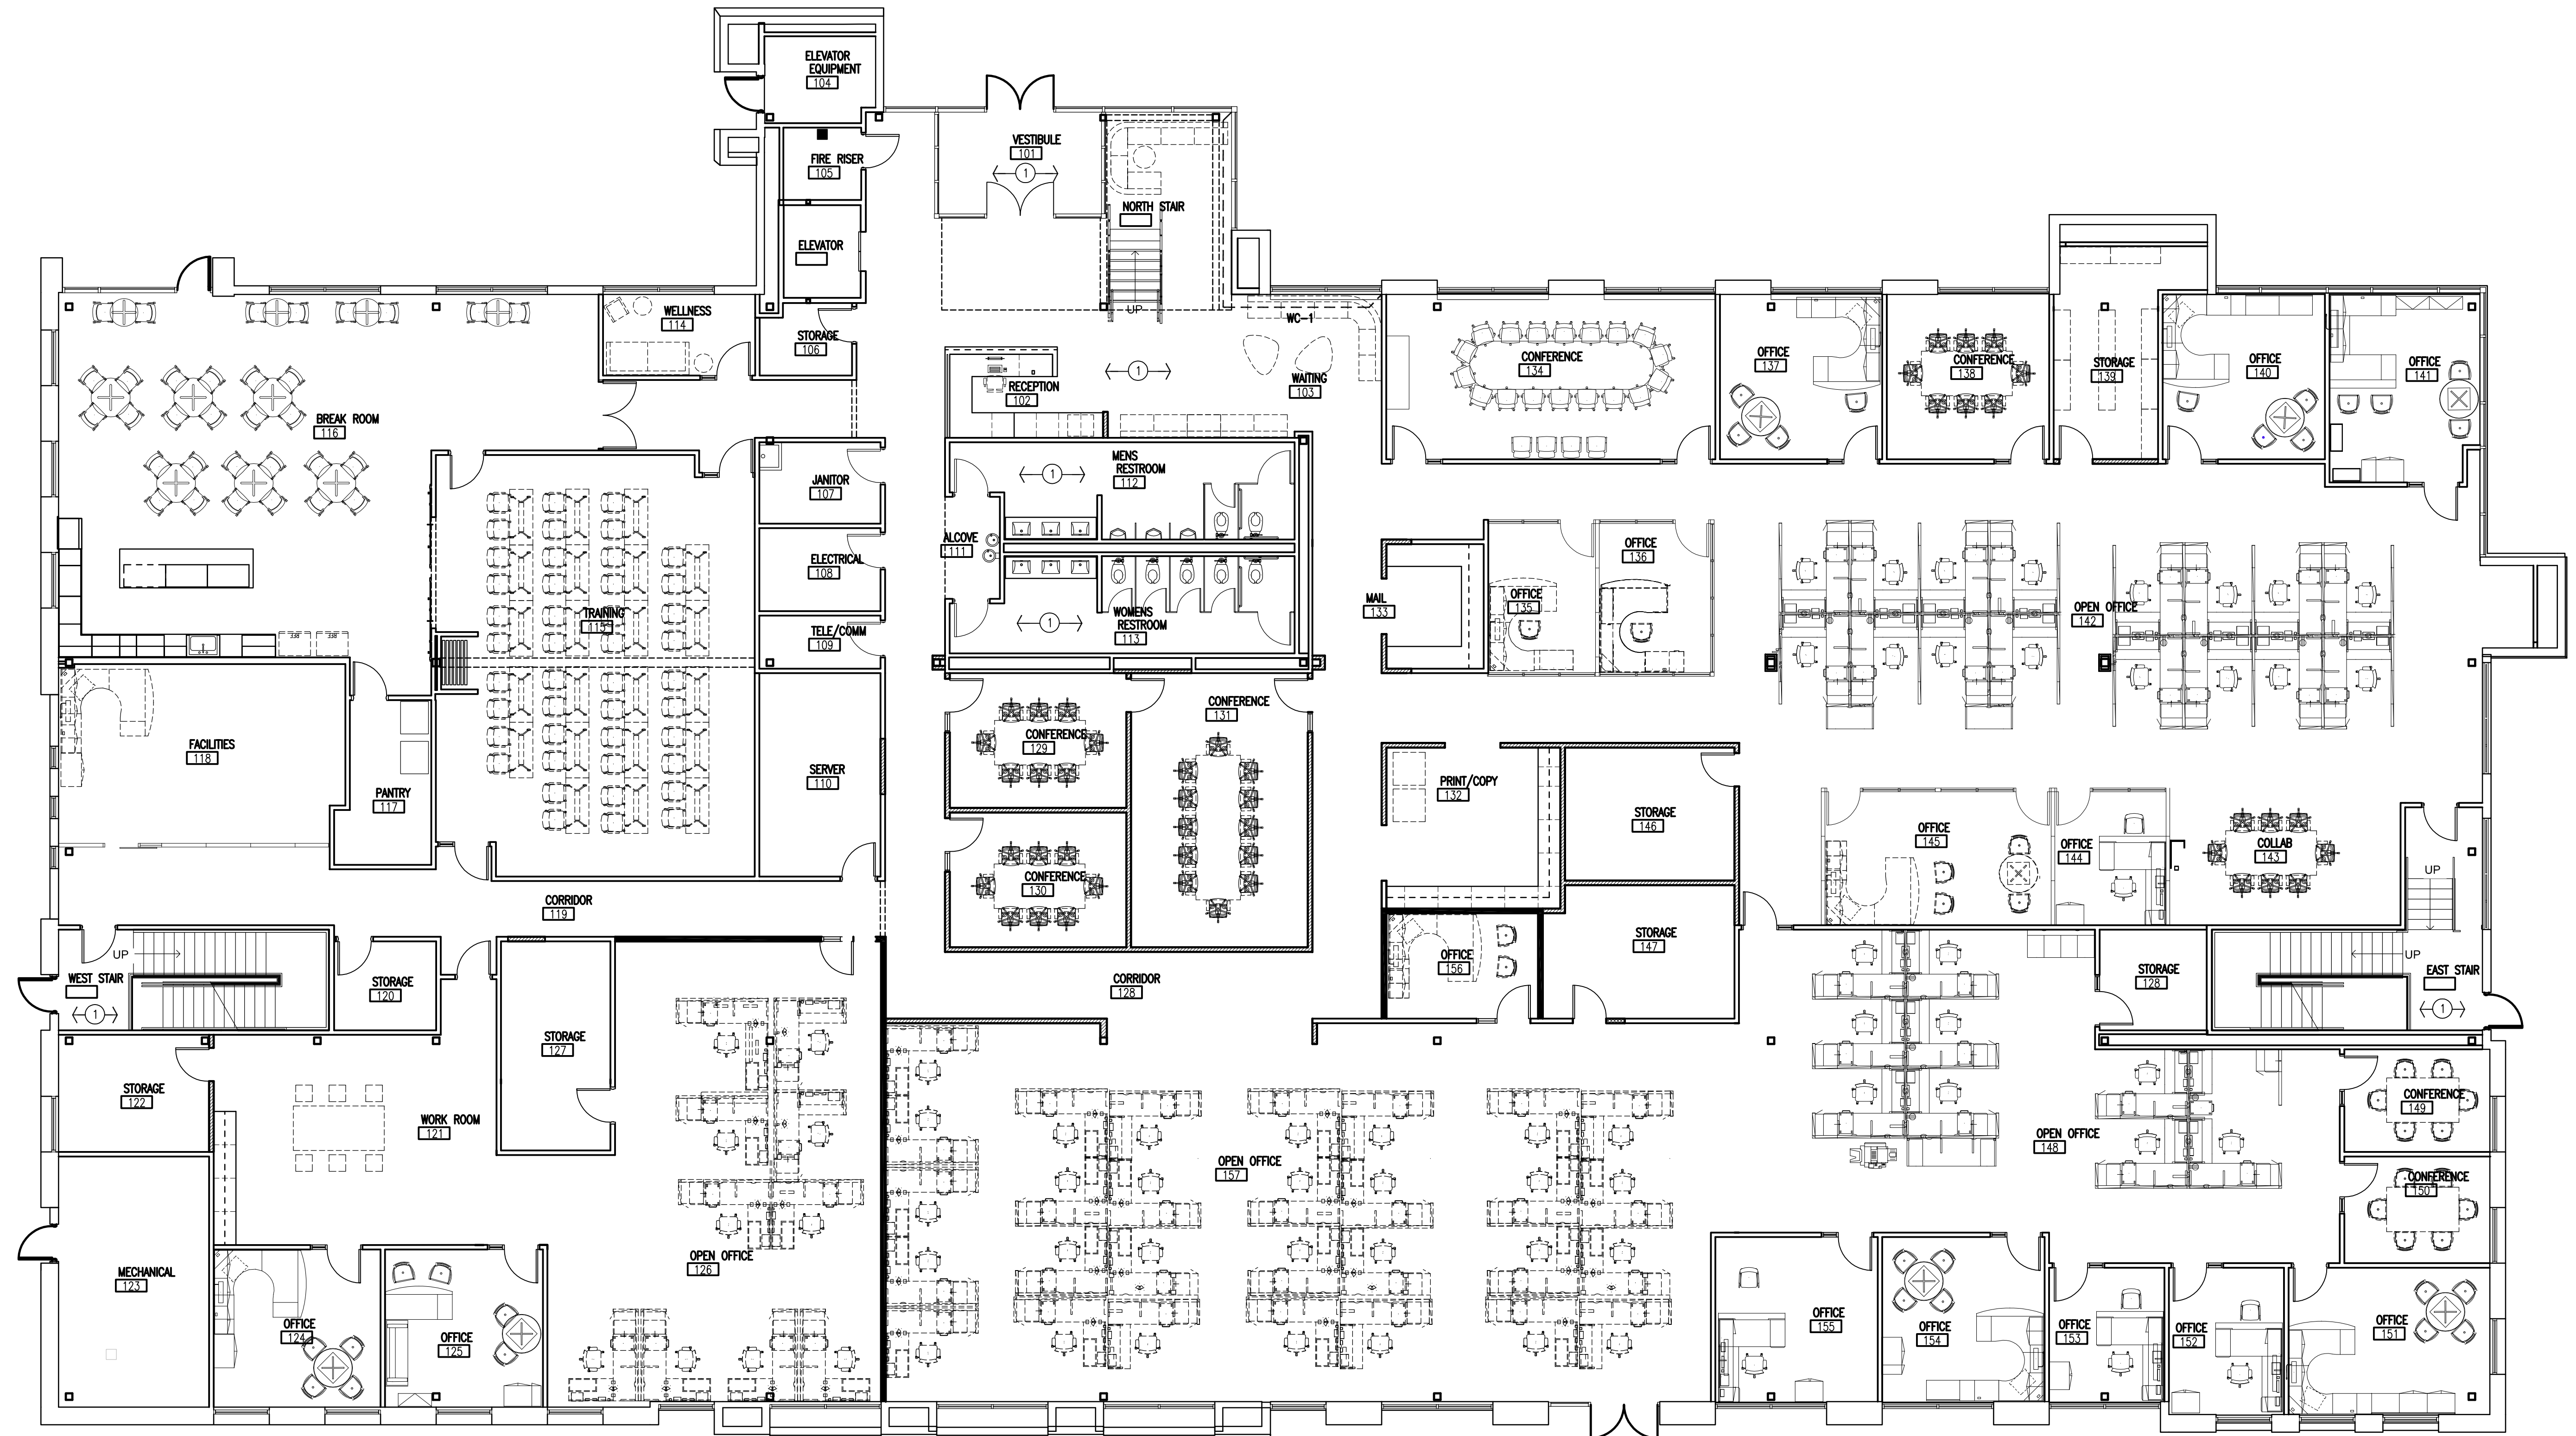 ELEVATOR
EQUIPMENT
104
VESTIBULE
101
1
FIRE RISER
105
NORTH STAIR
ELEVATOR
UP
WELLNESS
114
STORAGE
106
WC-1
RECEPTION
102
1
WAITING
103
CONFERENCE
134
OFFICE
137
CONFERENCE
138
STORAGE
139
OFFICE
140
OFFICE
141
BREAK ROOM
116
MENS
RESTROOM
112
1
JANITOR
107
ALCOVE
111
ELECTRICAL
108
OFFICE
136
OFFICE
135
MAIL
133
OPEN OFFICE
142
TRAINING
115
TELE/COMM
109
WOMENS
RESTROOM
113
1
FACILITIES
118
PANTRY
117
SERVER
110
CONFERENCE
129
CONFERENCE
131
PRINT/COPY
132
STORAGE
146
OFFICE
145
OFFICE
144
COLLAB
143
UP
CONFERENCE
130
CORRIDOR
119
UP
WEST STAIR
1
STORAGE
120
STORAGE
127
CORRIDOR
128
OFFICE
156
STORAGE
147
STORAGE
128
UP
EAST STAIR
1
STORAGE
122
WORK ROOM
121
OPEN OFFICE
157
OPEN OFFICE
148
CONFERENCE
149
CONFERENCE
150
MECHANICAL
123
OPEN OFFICE
126
OFFICE
124
OFFICE
125
OFFICE
155
OFFICE
154
OFFICE
153
OFFICE
152
OFFICE
151